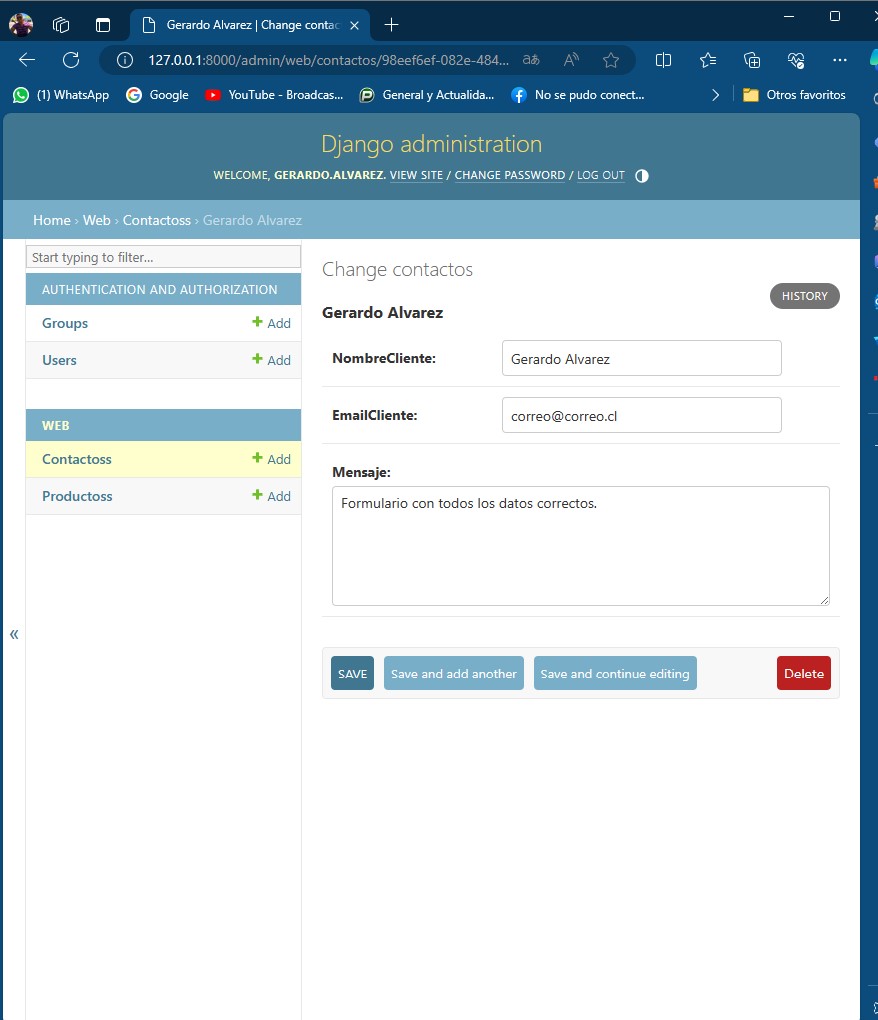 Gerardo Alvarez | Change contac
127.0.0.1:8000/admin/web/contactos/98eef6ef-082e-484...
(1) WhatsApp Google YouTube - Broadcas... General y Actualida... No se pudo conect... Otros favoritos
Django administration
WELCOME, GERARDO.ALVAREZ. VIEW SITE / CHANGE PASSWORD / LOG OUT
Home › Web › Contactoss › Gerardo Alvarez
Start typing to filter...
AUTHENTICATION AND AUTHORIZATION
Groups + Add
Users + Add
WEB
Contactoss + Add
Productoss + Add
«
Change contactos
HISTORY
Gerardo Alvarez
NombreCliente: Gerardo Alvarez
EmailCliente: correo@correo.cl
Mensaje:
Formulario con todos los datos correctos.
SAVE Save and add another Save and continue editing Delete